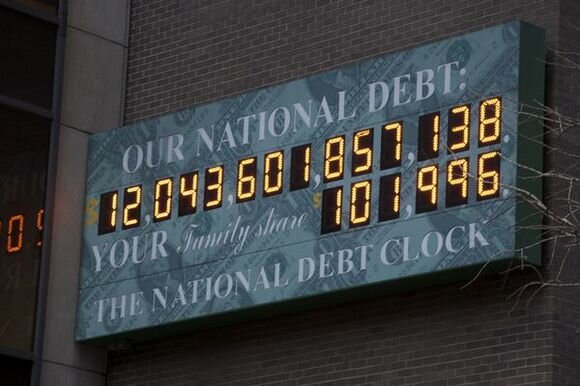 OUR NATIONAL DEBT:
$12,043,601,857,138.
YOUR Family share $101,996
THE NATIONAL DEBT CLOCK